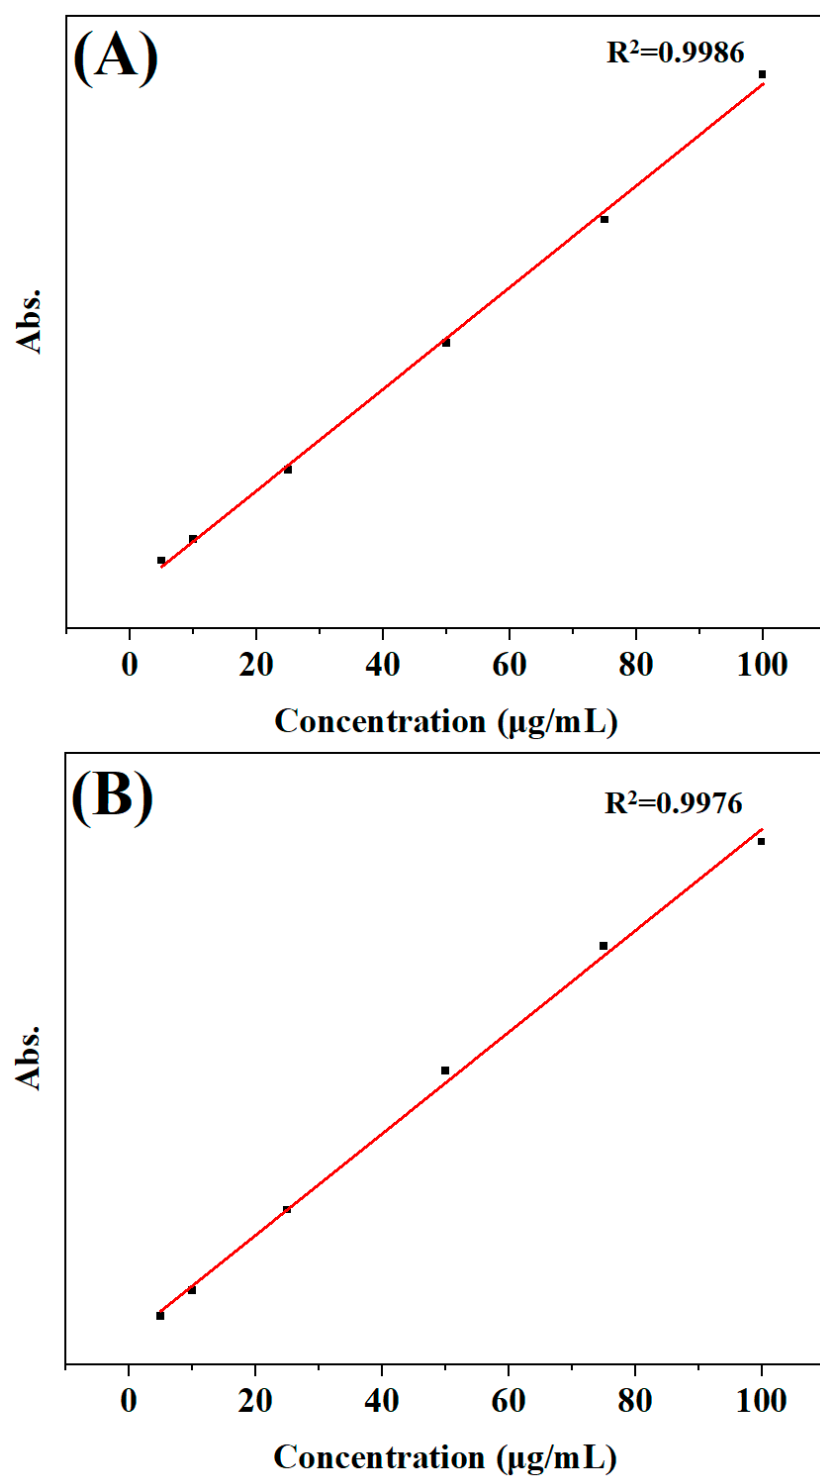 (A)
R²=0.9986
Abs.
0 20 40 60 80 100
Concentration (µg/mL)
(B)
R²=0.9976
Abs.
0 20 40 60 80 100
Concentration (µg/mL)